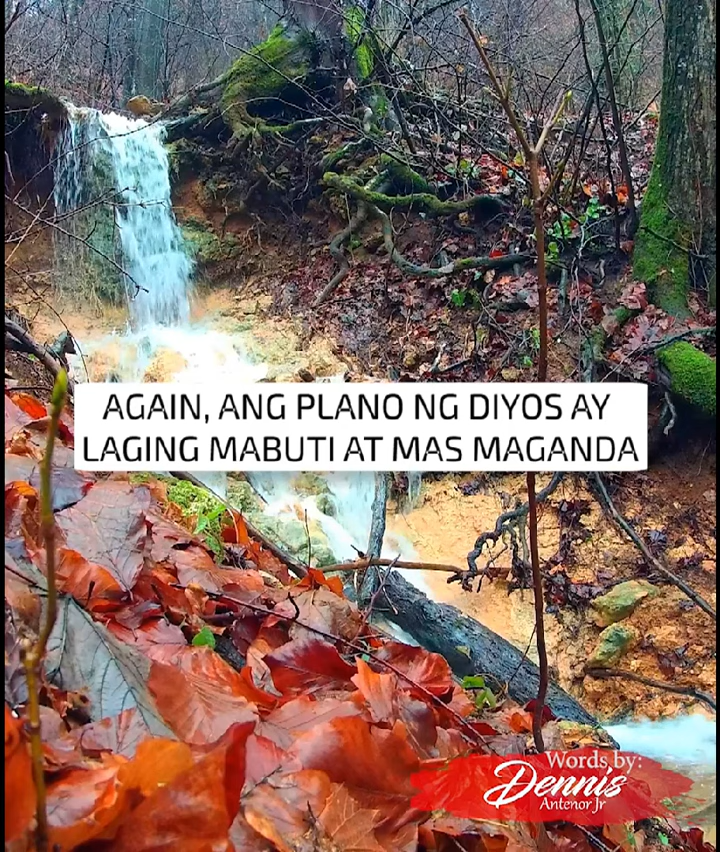 AGAIN, ANG PLANO NG DIYOS AY
LAGING MABUTI AT MAS MAGANDA
Words by:
Dennis
Antenor Jr